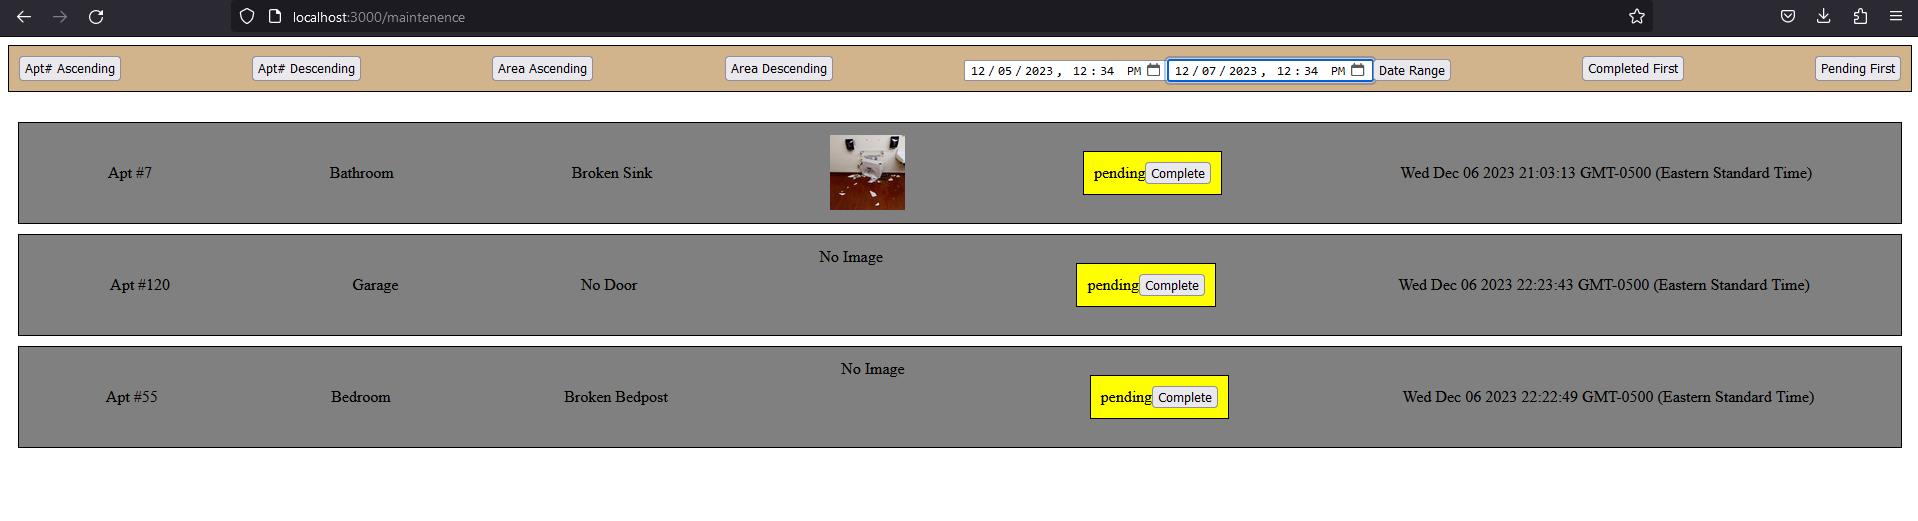 localhost:3000/maintenence
Apt# Ascending Apt# Descending Area Ascending Area Descending 12/05/2023, 12:34 PM 12/07/2023, 12:34 PM Date Range Completed First Pending First
Apt #7 Bathroom Broken Sink pending Complete Wed Dec 06 2023 21:03:13 GMT-0500 (Eastern Standard Time)
No Image
Apt #120 Garage No Door pending Complete Wed Dec 06 2023 22:23:43 GMT-0500 (Eastern Standard Time)
No Image
Apt #55 Bedroom Broken Bedpost pending Complete Wed Dec 06 2023 22:22:49 GMT-0500 (Eastern Standard Time)